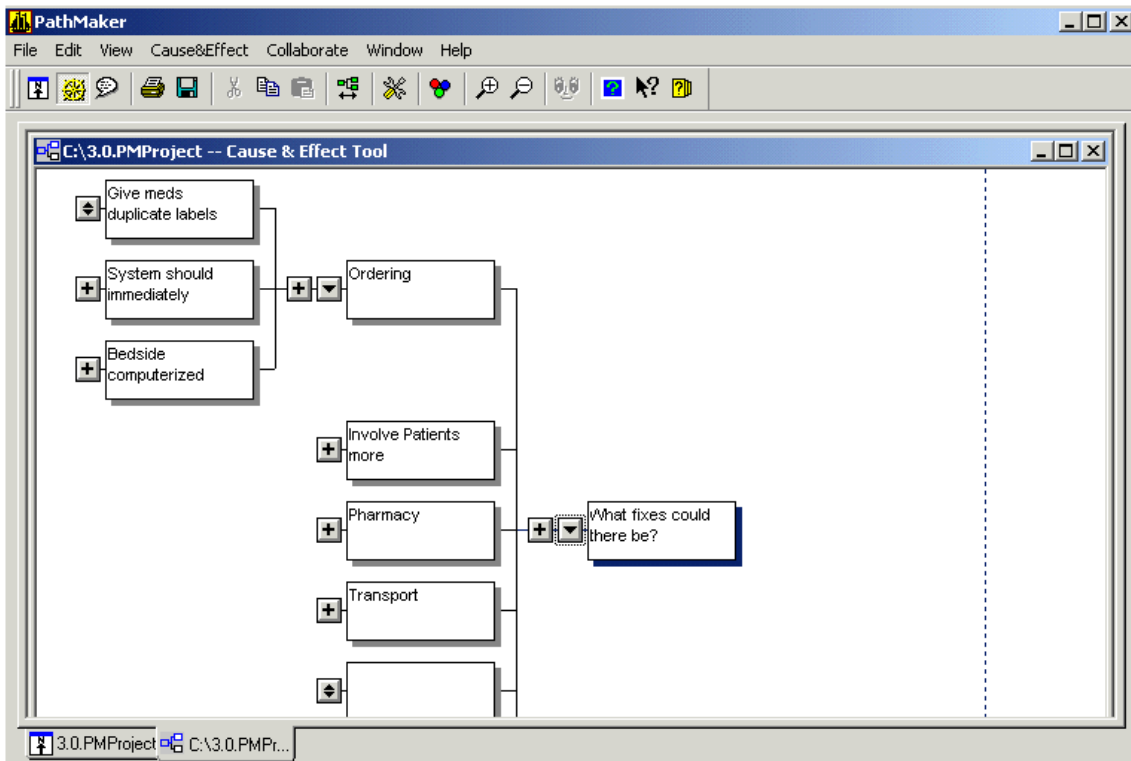 PathMaker
File Edit View Cause&Effect Collaborate Window Help
C:\3.0.PMProject -- Cause & Effect Tool
Give meds
duplicate labels
System should
immediately
Ordering
Bedside
computerized
Involve Patients
more
Pharmacy
What fixes could
there be?
Transport
3.0.PMProject
C:\3.0.PMPr...